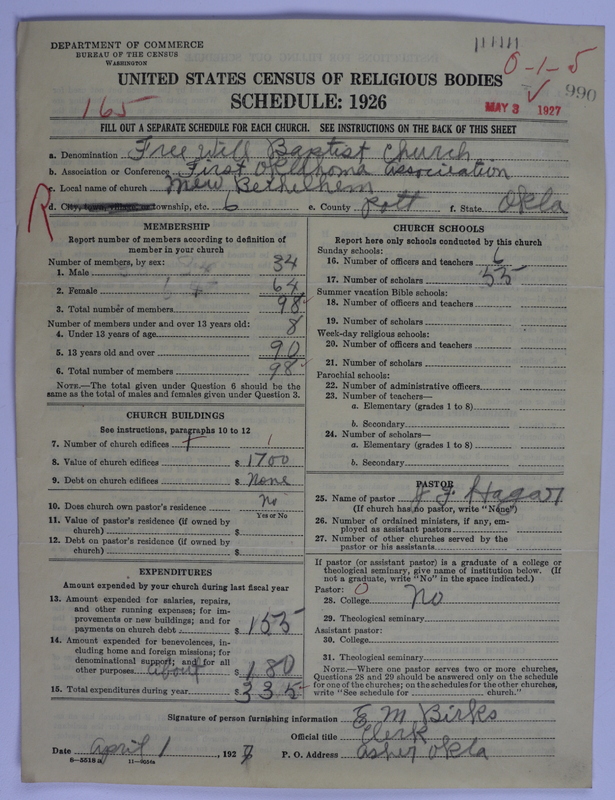 DEPARTMENT OF COMMERCE
BUREAU OF THE CENSUS
WASHINGTON
UNITED STATES CENSUS OF RELIGIOUS BODIES
0-1-5
SCHEDULE: 1926
165
990
MAY 3 1927
FILL OUT A SEPARATE SCHEDULE FOR EACH CHURCH. SEE INSTRUCTIONS ON THE BACK OF THIS SHEET
a. Denomination Free Will Baptist Church
b. Association or Conference First Oklahoma association
c. Local name of church New Bethelhem
R
d. City, township, etc. 6 e. County Pott f. State Okla
MEMBERSHIP
Report number of members according to definition of member in your church
Number of members, by sex:
1. Male 34
2. Female 64
3. Total number of members 98
Number of members under and over 13 years old:
4. Under 13 years of age 8
5. 13 years old and over 90
6. Total number of members 98
NOTE.—The total given under Question 6 should be the same as the total of males and females given under Question 3.
CHURCH BUILDINGS
See instructions, paragraphs 10 to 12
7. Number of church edifices 1
8. Value of church edifices $ 1700
9. Debt on church edifices $ None
10. Does church own pastor's residence No
Yes or No
11. Value of pastor's residence (if owned by church) $
12. Debt on pastor's residence (if owned by church) $
EXPENDITURES
Amount expended by your church during last fiscal year
13. Amount expended for salaries, repairs, and other running expenses; for improvements or new buildings; and for payments on church debt $ 155
14. Amount expended for benevolences, including home and foreign missions; for denominational support; and for all other purposes about $ 180
15. Total expenditures during year $ 335
CHURCH SCHOOLS
Report here only schools conducted by this church
Sunday schools:
16. Number of officers and teachers 6
17. Number of scholars 55
Summer vacation Bible schools:
18. Number of officers and teachers
19. Number of scholars
Week-day religious schools:
20. Number of officers and teachers
21. Number of scholars
Parochial schools:
22. Number of administrative officers
23. Number of teachers—
a. Elementary (grades 1 to 8)
b. Secondary
24. Number of scholars—
a. Elementary (grades 1 to 8)
b. Secondary
PASTOR
25. Name of pastor J. Hagar
(If church has no pastor, write "None")
26. Number of ordained ministers, if any, employed as assistant pastors
27. Number of other churches served by the pastor or his assistants
If pastor (or assistant pastor) is a graduate of a college or theological seminary, give name of institution below. (If not a graduate, write "No" in the space indicated.)
Pastor: 0
28. College No
29. Theological seminary
Assistant pastor:
30. College
31. Theological seminary
NOTE.—Where one pastor serves two or more churches, Questions 28 and 29 should be answered only on the schedule for one of the churches; on the schedules for the other churches, write "See schedule for church."
Signature of person furnishing information E M Birks
Official title Clerk
Date april 1, 1927 P. O. Address asher okla
8—5518 a